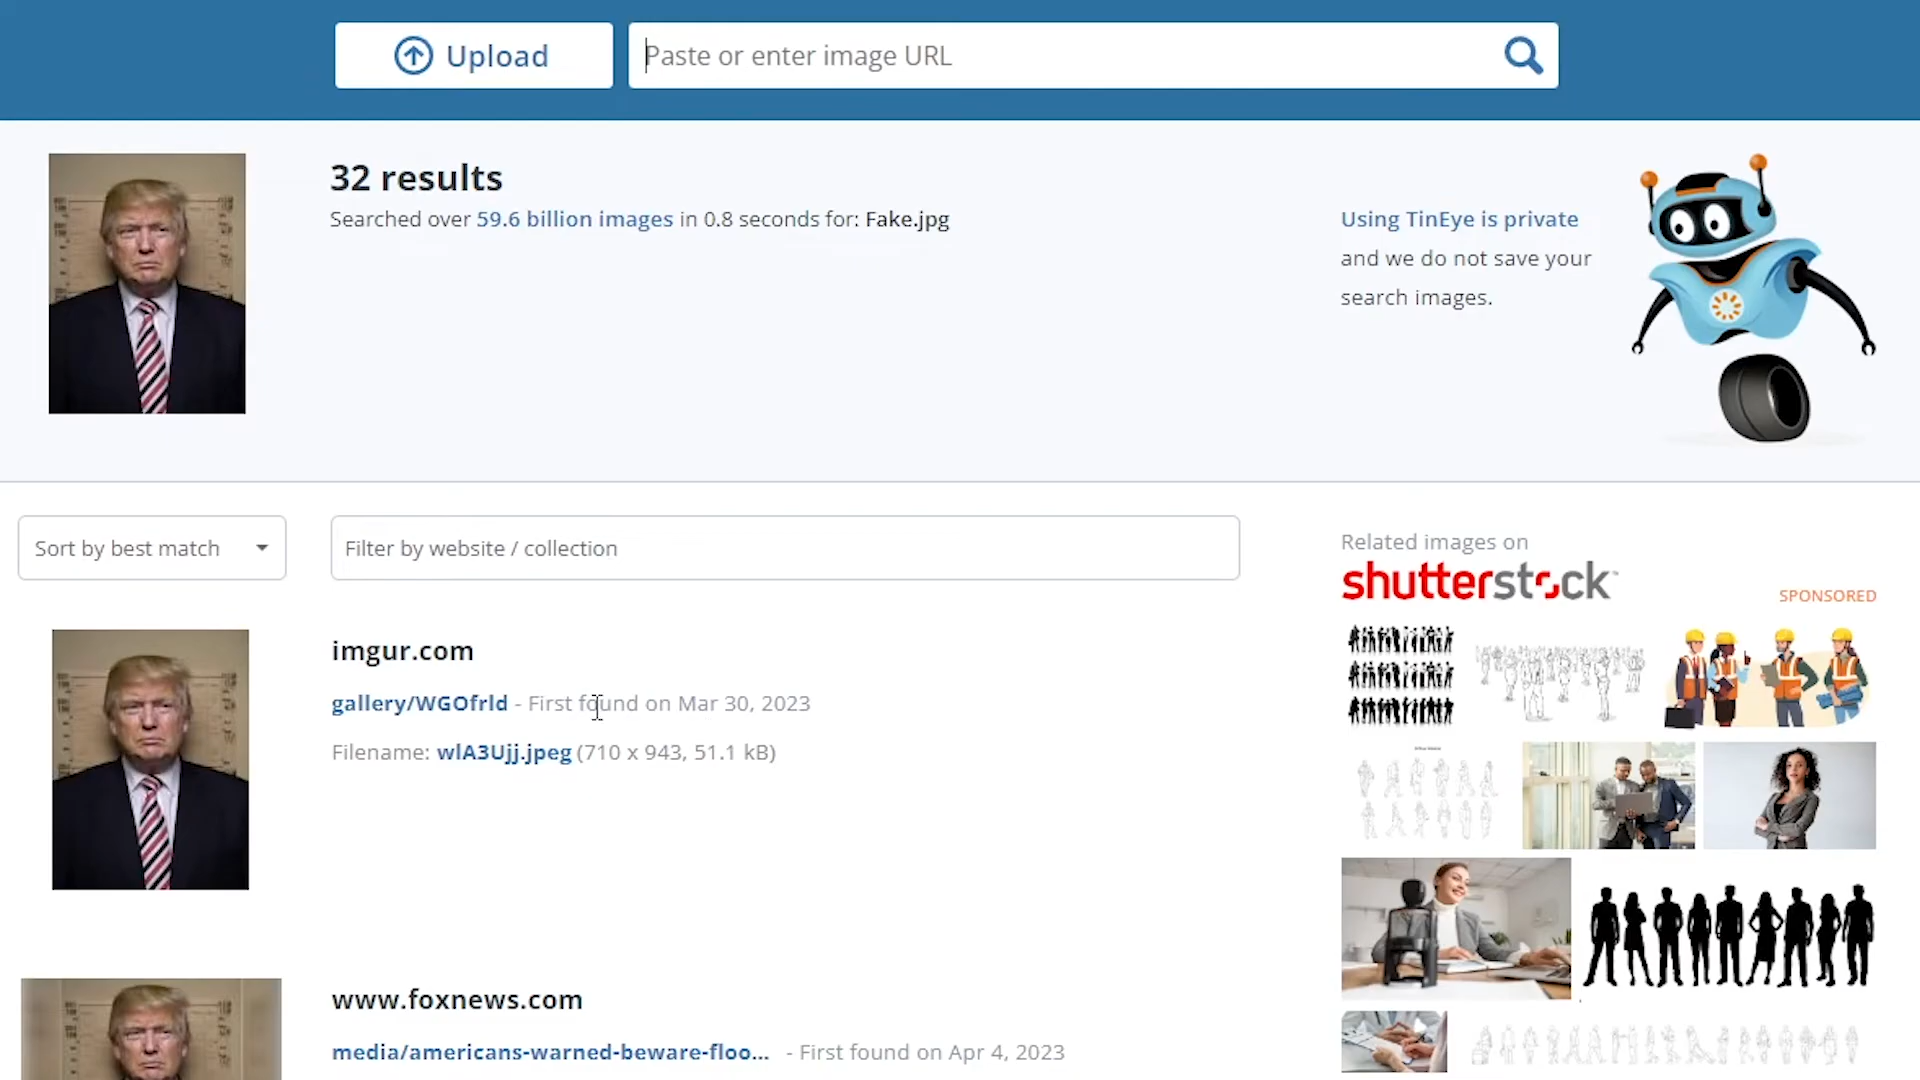 Upload
Paste or enter image URL
32 results
Searched over 59.6 billion images in 0.8 seconds for: Fake.jpg
Using TinEye is private
and we do not save your
search images.
Sort by best match
Filter by website / collection
Related images on
shutterstock
SPONSORED
imgur.com
gallery/WGOfrld - First found on Mar 30, 2023
Filename: wlA3Ujj.jpeg (710 x 943, 51.1 kB)
www.foxnews.com
media/americans-warned-beware-floo... - First found on Apr 4, 2023